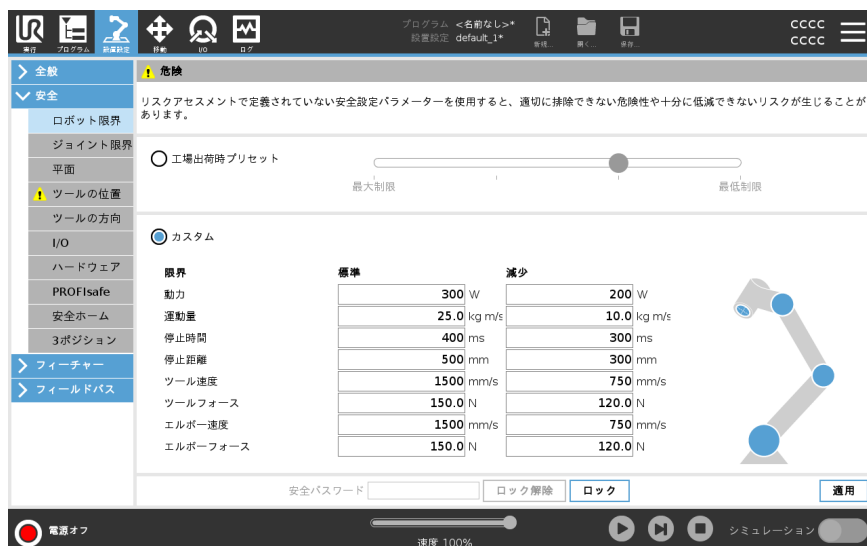 UR
実行
プログラム
設置設定
移動
I/O
ログ
プログラム <名前なし>*
設置設定 default_1*
新規...
開く...
保存...
CCCC
CCCC
全般
安全
ロボット限界
ジョイント限界
平面
ツールの位置
ツールの方向
I/O
ハードウェア
PROFIsafe
安全ホーム
3ポジション
フィーチャー
フィールドバス
危険
リスクアセスメントで定義されていない安全設定パラメーターを使用すると、適切に排除できない危険性や十分に低減できないリスクが生じることが
あります。
工場出荷時プリセット
最大制限 最低制限
カスタム
限界 標準 減少
動力 300 W 200 W
運動量 25.0 kg m/s 10.0 kg m/s
停止時間 400 ms 300 ms
停止距離 500 mm 300 mm
ツール速度 1500 mm/s 750 mm/s
ツールフォース 150.0 N 120.0 N
エルボー速度 1500 mm/s 750 mm/s
エルボーフォース 150.0 N 120.0 N
安全パスワード ロック解除 ロック 適用
電源オフ
速度 100%
シミュレーション